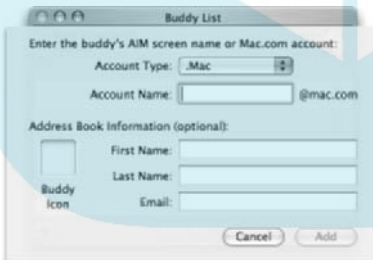 Buddy List
Enter the buddy's AIM screen name or Mac.com account:
Account Type: .Mac
Account Name: @mac.com
Address Book Information (optional):
First Name:
Last Name:
Buddy Icon
Email:
Cancel Add